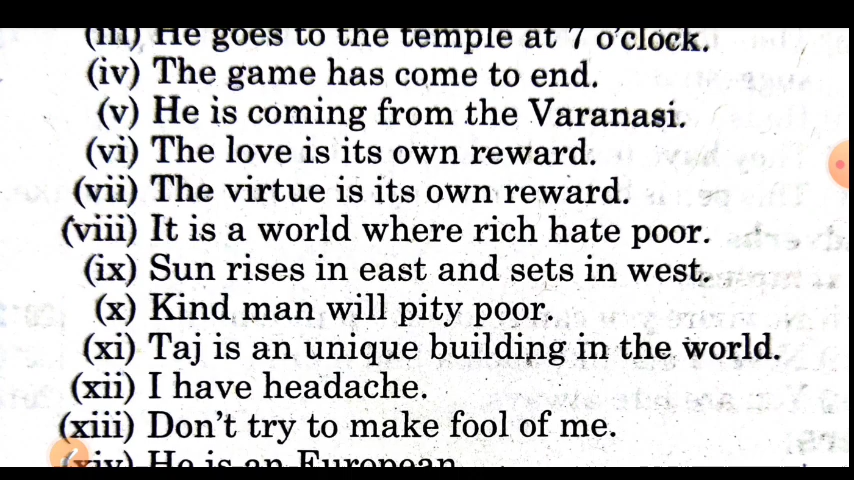 (iii) He goes to the temple at 7 o'clock.
(iv) The game has come to end.
(v) He is coming from the Varanasi.
(vi) The love is its own reward.
(vii) The virtue is its own reward.
(viii) It is a world where rich hate poor.
(ix) Sun rises in east and sets in west.
(x) Kind man will pity poor.
(xi) Taj is an unique building in the world.
(xii) I have headache.
(xiii) Don't try to make fool of me.
(xiv) He is an European.